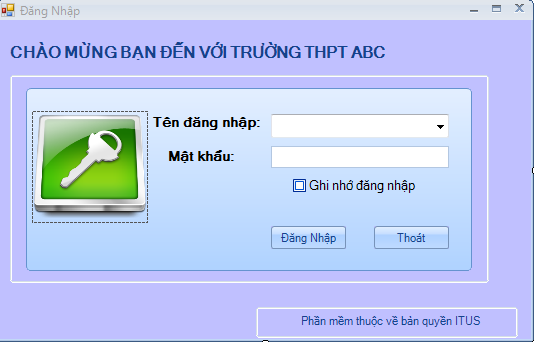 Đăng Nhập
CHÀO MỪNG BẠN ĐẾN VỚI TRƯỜNG THPT ABC
Tên đăng nhập:
Mật khẩu:
Ghi nhớ đăng nhập
Đăng Nhập Thoát
Phần mềm thuộc về bản quyền ITUS